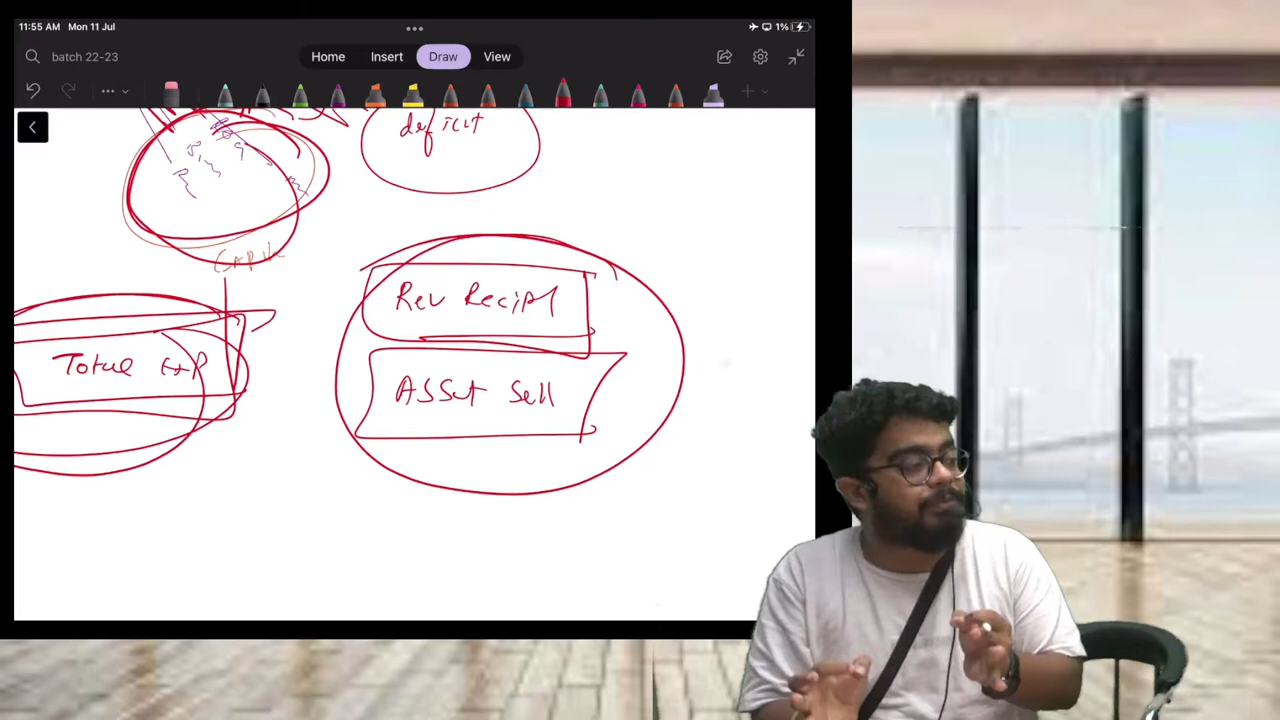 11:55 AM Mon 11 Jul
1%
batch 22-23
Home Insert Draw View
deficit
Rev Recipt
Total Exp
Asset Sell